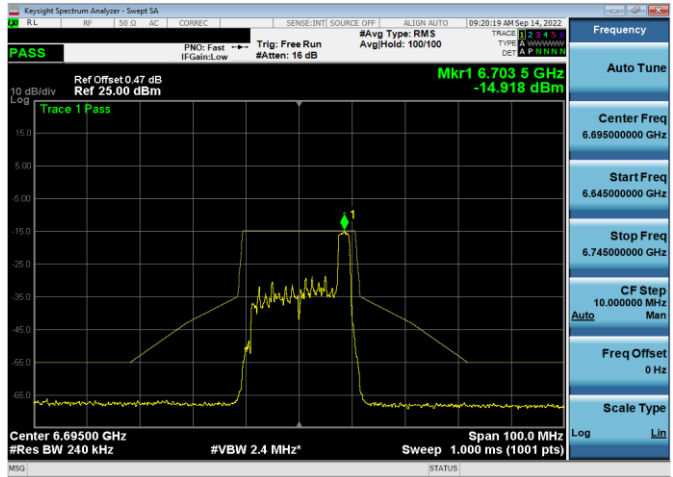 Keysight Spectrum Analyzer - Swept SA
RL RF 50 Ω AC CORREC SENSE:INT SOURCE OFF ALIGN AUTO 09:20:19 AM Sep 14, 2022
PASS
PNO: Fast
IFGain:Low
Trig: Free Run
#Atten: 16 dB
#Avg Type: RMS
Avg|Hold: 100/100
TRACE 1 2 3 4 5 6
TYPE A WWWWW
DET A P N N N N
Ref Offset 0.47 dB
10 dB/div Ref 25.00 dBm
Mkr1 6.703 5 GHz
-14.918 dBm
Log
Trace 1 Pass
15.0
5.00
-5.00
-15.0
-25.0
-35.0
-45.0
-55.0
-65.0
1
Center 6.69500 GHz
#Res BW 240 kHz
#VBW 2.4 MHz*
Span 100.0 MHz
Sweep 1.000 ms (1001 pts)
MSG
STATUS
Frequency
Auto Tune
Center Freq
6.695000000 GHz
Start Freq
6.645000000 GHz
Stop Freq
6.745000000 GHz
CF Step
10.000000 MHz
Auto Man
Freq Offset
0 Hz
Scale Type
Log Lin